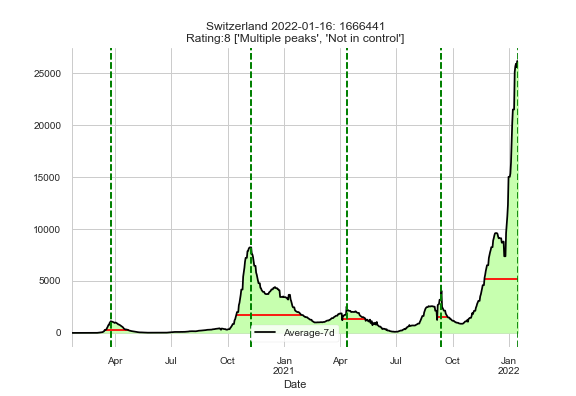 Switzerland 2022-01-16: 1666441
Rating:8 ['Multiple peaks', 'Not in control']
25000
20000
15000
10000
5000
0
Average-7d
Apr Jul Oct Jan Apr Jul Oct Jan
2021 2022
Date